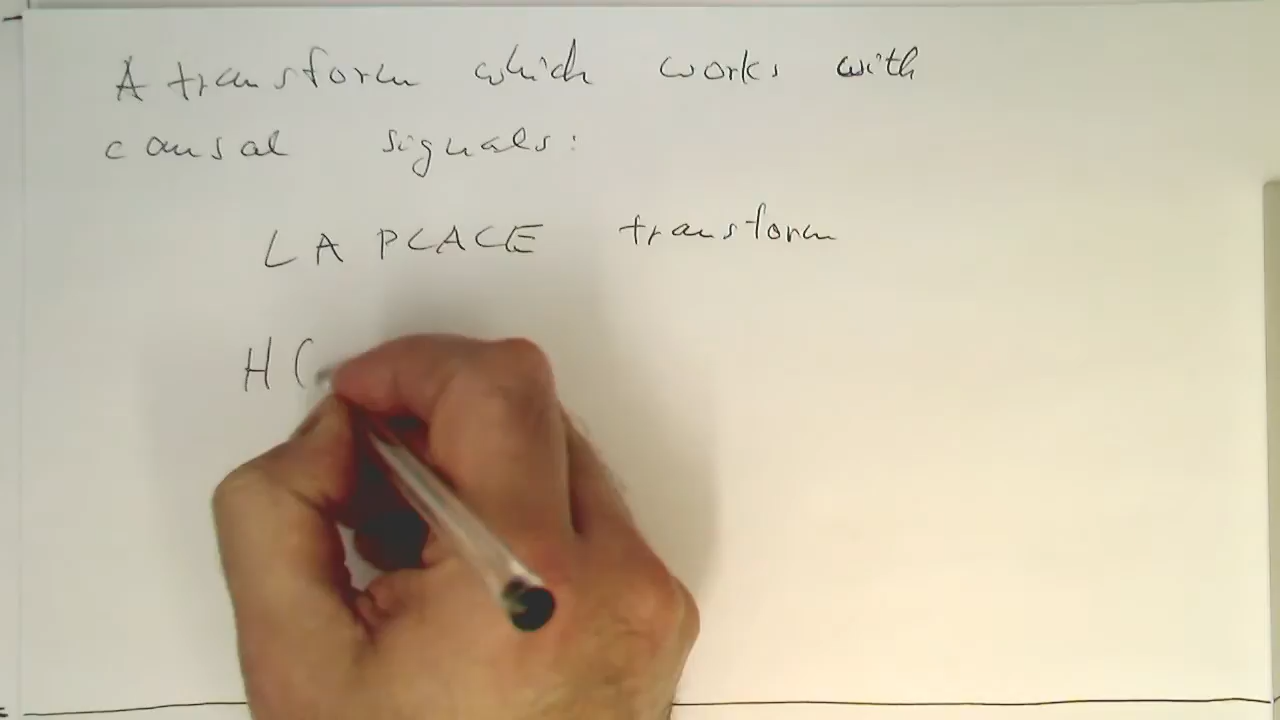 A transform which works with
causal signals:
LAPLACE transform
H(